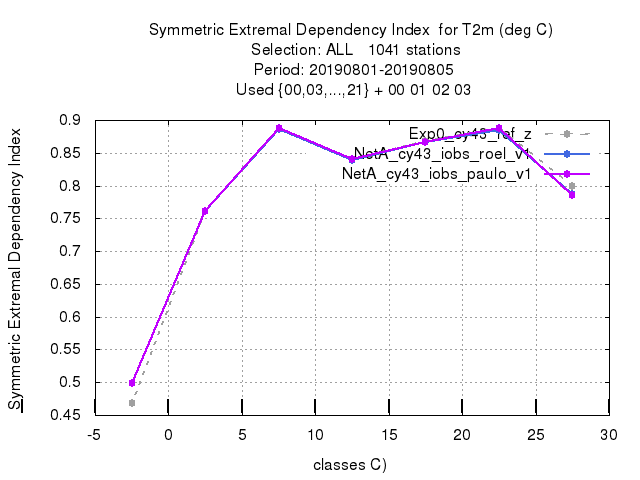 Symmetric Extremal Dependency Index for T2m (deg C)
Selection: ALL 1041 stations
Period: 20190801-20190805
Used {00,03,...,21} + 00 01 02 03
Symmetric Extremal Dependency Index
0.9
0.85
0.8
0.75
0.7
0.65
0.6
0.55
0.5
0.45
Exp0_cy43_ref_z
NetA_cy43_iobs_roel_v1
NetA_cy43_iobs_paulo_v1
-5 0 5 10 15 20 25 30
classes C)